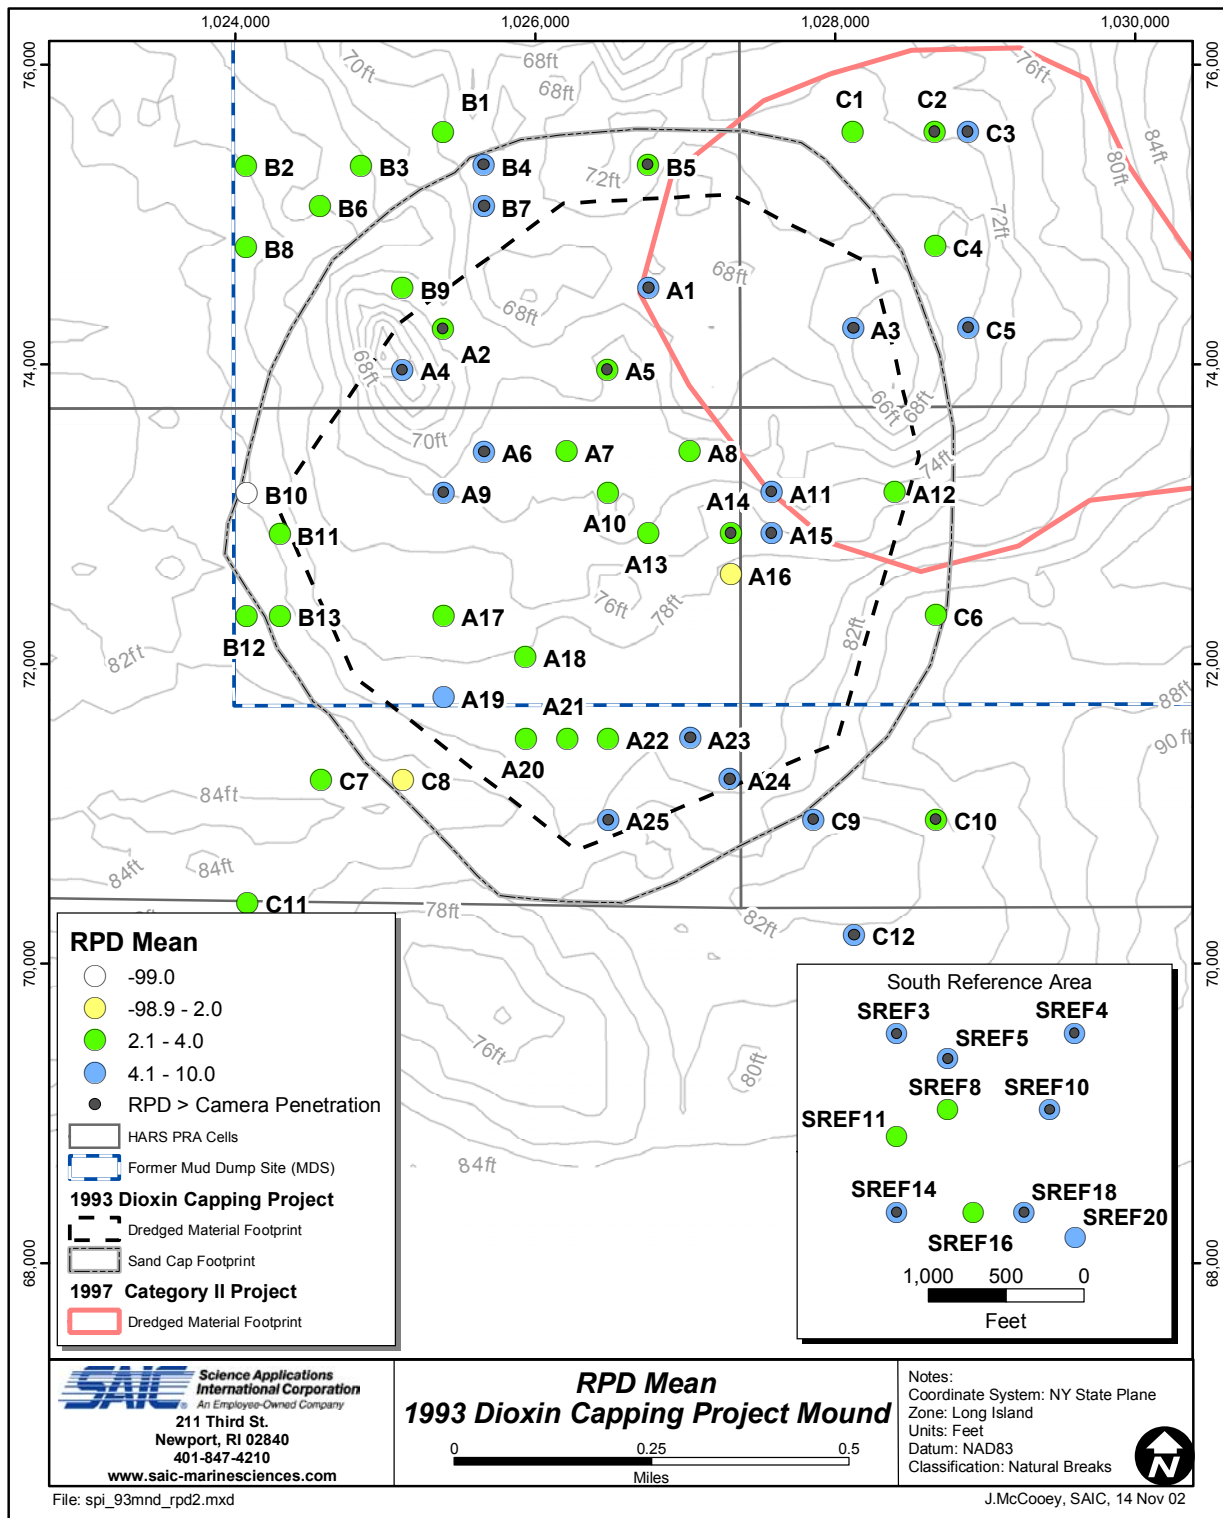 1,024,000 1,026,000 1,028,000 1,030,000
76,000 76,000
70ft 68ft 76ft
68ft
B1 C1 C2 C3
84ft
80ft
B2 B3 B4 B5
72ft
B6 B7 72ft
B8 C4
68ft
B9 A1
68ft A3 C5
A2
74,000 74,000
68ft A4 A5
66ft 68ft
70ft
A6 A7 A8
74ft
B10 A9 A11 A12
A10 A14
B11 A13 A15
A16
76ft 78ft
B13 A17 C6
B12 82ft
82ft A18
72,000 72,000
A19 A21 88ft
A22 A23 90 ft
A20
C7 C8 A24
84ft
A25 C9 C10
84ft 84ft
C11 78ft 82ft
C12
70,000 70,000
76ft
80ft
84ft
68,000 68,000
RPD Mean
-99.0
-98.9 - 2.0
2.1 - 4.0
4.1 - 10.0
RPD > Camera Penetration
HARS PRA Cells
Former Mud Dump Site (MDS)
1993 Dioxin Capping Project
Dredged Material Footprint
Sand Cap Footprint
1997 Category II Project
Dredged Material Footprint
South Reference Area
SREF3 SREF4
SREF5
SREF8 SREF10
SREF11
SREF14 SREF18
SREF20
SREF16
1,000 500 0
Feet
SAIC
Science Applications
International Corporation
An Employee-Owned Company
211 Third St.
Newport, RI 02840
401-847-4210
www.saic-marinesciences.com
RPD Mean
1993 Dioxin Capping Project Mound
0 0.25 0.5
Miles
Notes:
Coordinate System: NY State Plane
Zone: Long Island
Units: Feet
Datum: NAD83
Classification: Natural Breaks
N
File: spi_93mnd_rpd2.mxd
J.McCooey, SAIC, 14 Nov 02